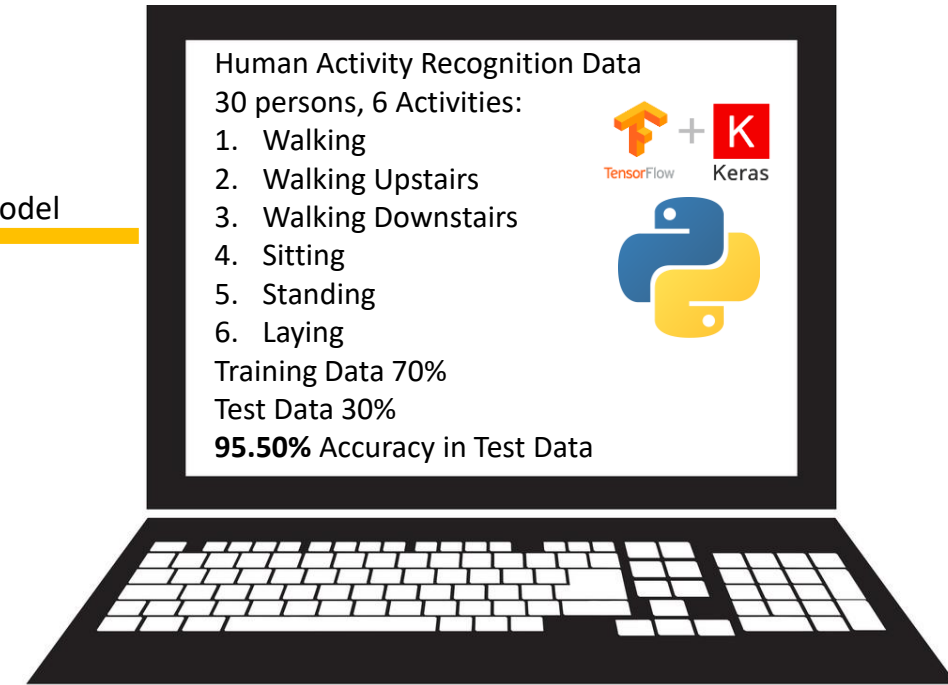 Human Activity Recognition Data
30 persons, 6 Activities:
1. Walking
2. Walking Upstairs
3. Walking Downstairs
4. Sitting
5. Standing
6. Laying
Training Data 70%
Test Data 30%
95.50% Accuracy in Test Data
TensorFlow
+
K
Keras
odel